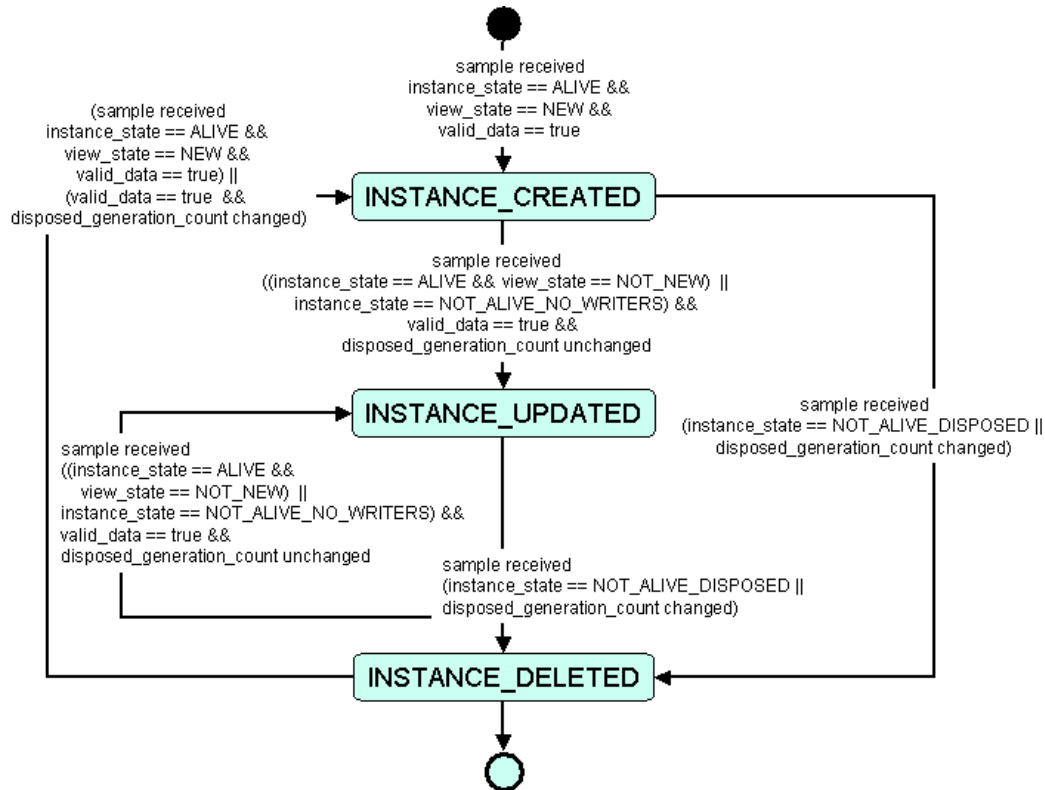 sample received
instance_state == ALIVE &&
view_state == NEW &&
valid_data == true
(sample received
instance_state == ALIVE &&
view_state == NEW &&
valid_data == true) ||
(valid_data == true &&
disposed_generation_count changed)
INSTANCE_CREATED
sample received
((instance_state == ALIVE && view_state == NOT_NEW) ||
instance_state == NOT_ALIVE_NO_WRITERS) &&
valid_data == true &&
disposed_generation_count unchanged
INSTANCE_UPDATED
sample received
(instance_state == NOT_ALIVE_DISPOSED ||
disposed_generation_count changed)
sample received
((instance_state == ALIVE &&
view_state == NOT_NEW) ||
instance_state == NOT_ALIVE_NO_WRITERS) &&
valid_data == true &&
disposed_generation_count unchanged
sample received
(instance_state == NOT_ALIVE_DISPOSED ||
disposed_generation_count changed)
INSTANCE_DELETED